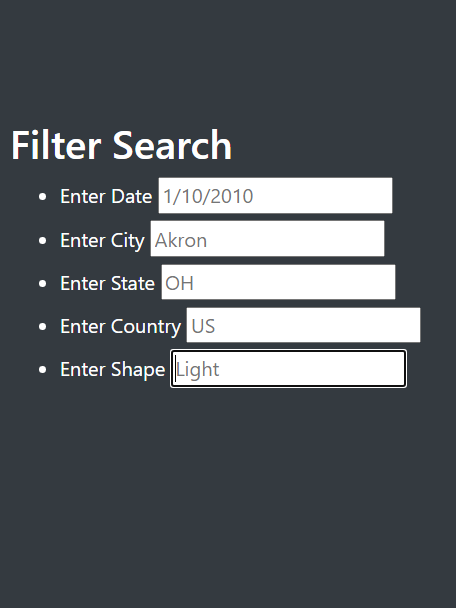 Filter Search
Enter Date 1/10/2010
Enter City Akron
Enter State OH
Enter Country US
Enter Shape Light